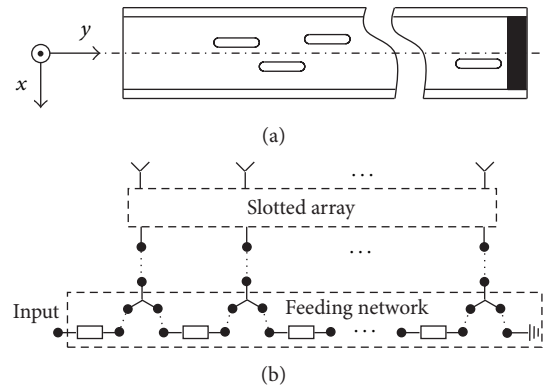 y
x
(a)
...
Slotted array
...
Input
Feeding network
...
(b)